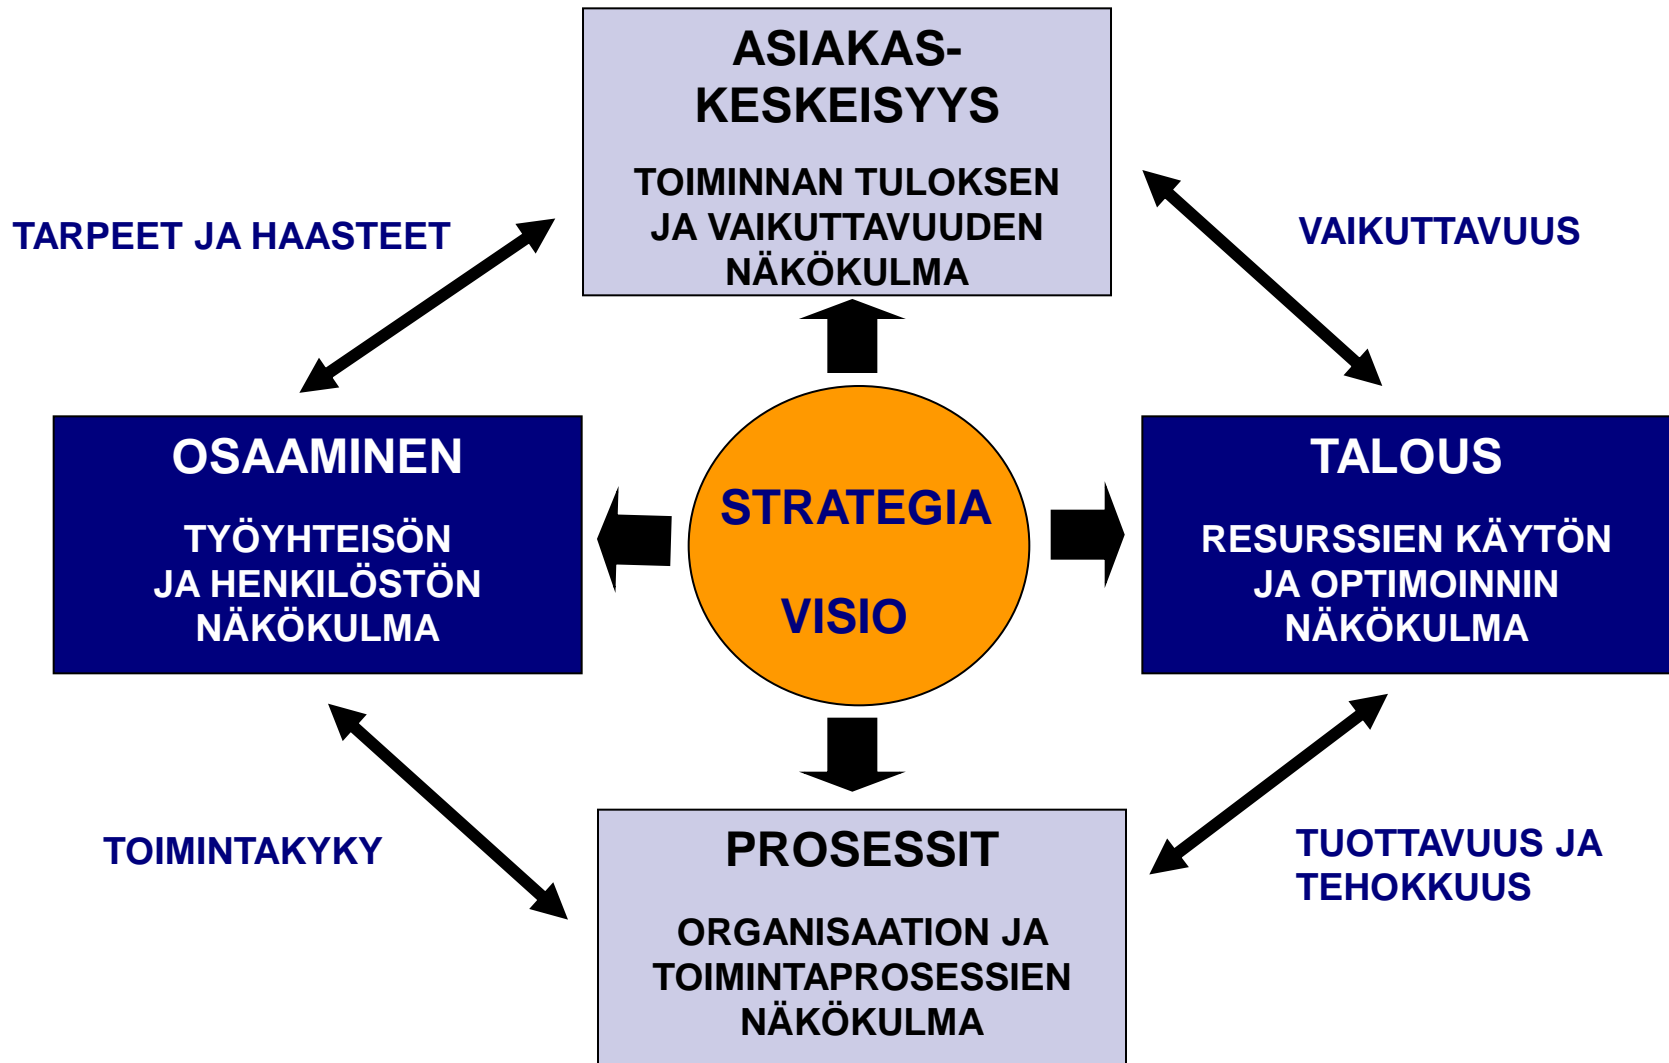 ASIAKAS-
KESKEISYYS
TOIMINNAN TULOKSEN
JA VAIKUTTAVUUDEN
NÄKÖKULMA
TARPEET JA HAASTEET
VAIKUTTAVUUS
OSAAMINEN
TYÖYHTEISÖN
JA HENKILÖSTÖN
NÄKÖKULMA
STRATEGIA
VISIO
TALOUS
RESURSSIEN KÄYTÖN
JA OPTIMOINNIN
NÄKÖKULMA
TOIMINTAKYKY
TUOTTAVUUS JA
TEHOKKUUS
PROSESSIT
ORGANISAATION JA
TOIMINTAPROSESSIEN
NÄKÖKULMA